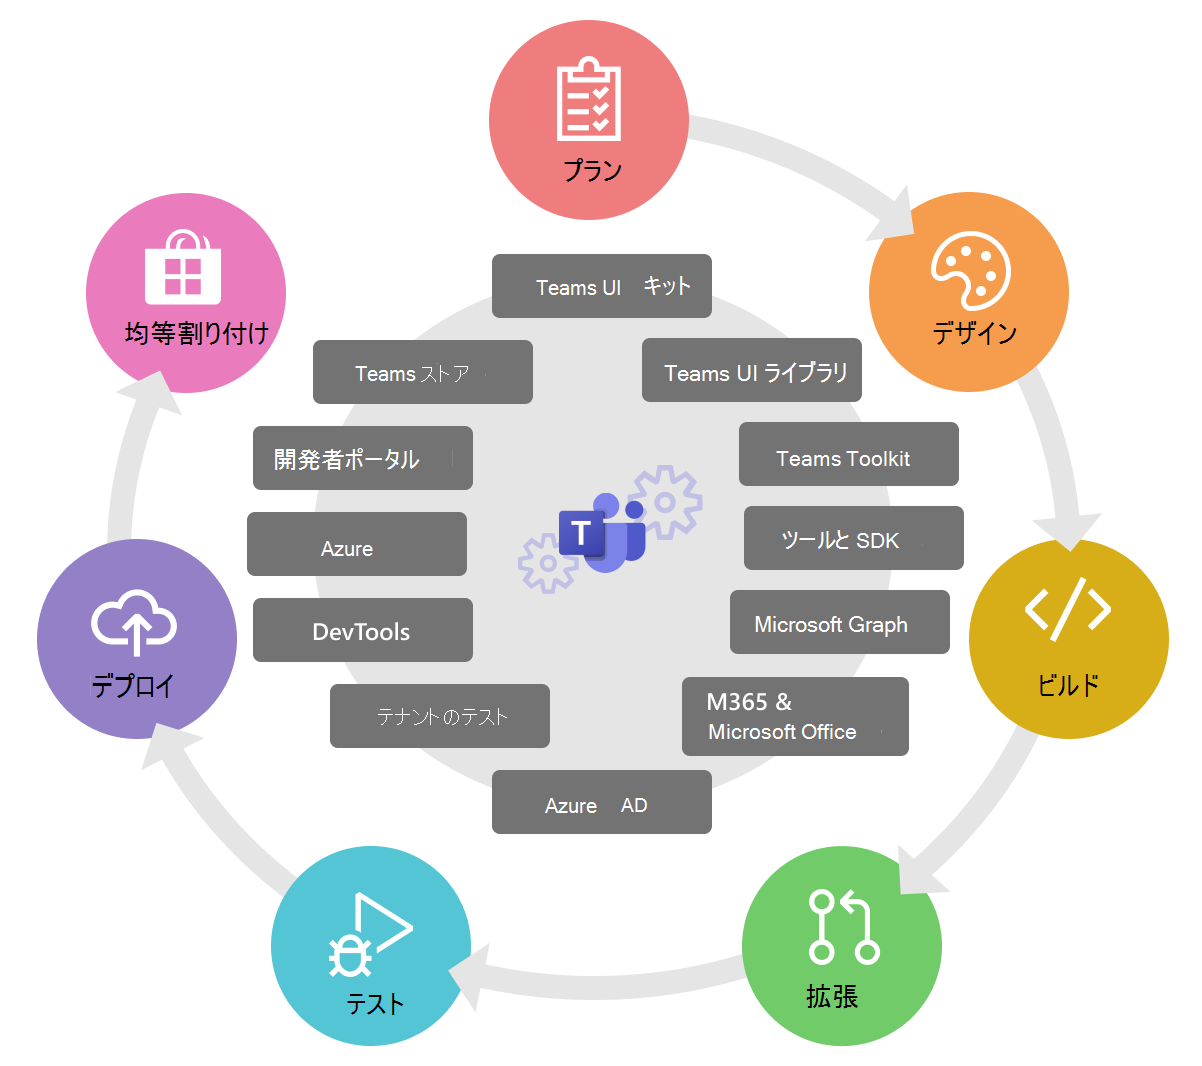 プラン
デザイン
ビルド
拡張
テスト
デプロイ
均等割り付け
Teams UI キット
Teams UI ライブラリ
Teams Toolkit
ツールと SDK
Microsoft Graph
M365 &
Microsoft Office
Azure AD
テナントのテスト
DevTools
Azure
開発者ポータル
Teams ストア
T